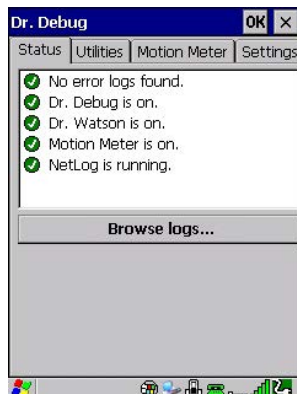 Dr. Debug OK
Status Utilities Motion Meter Settings
No error logs found.
Dr. Debug is on.
Dr. Watson is on.
Motion Meter is on.
NetLog is running.
Browse logs...